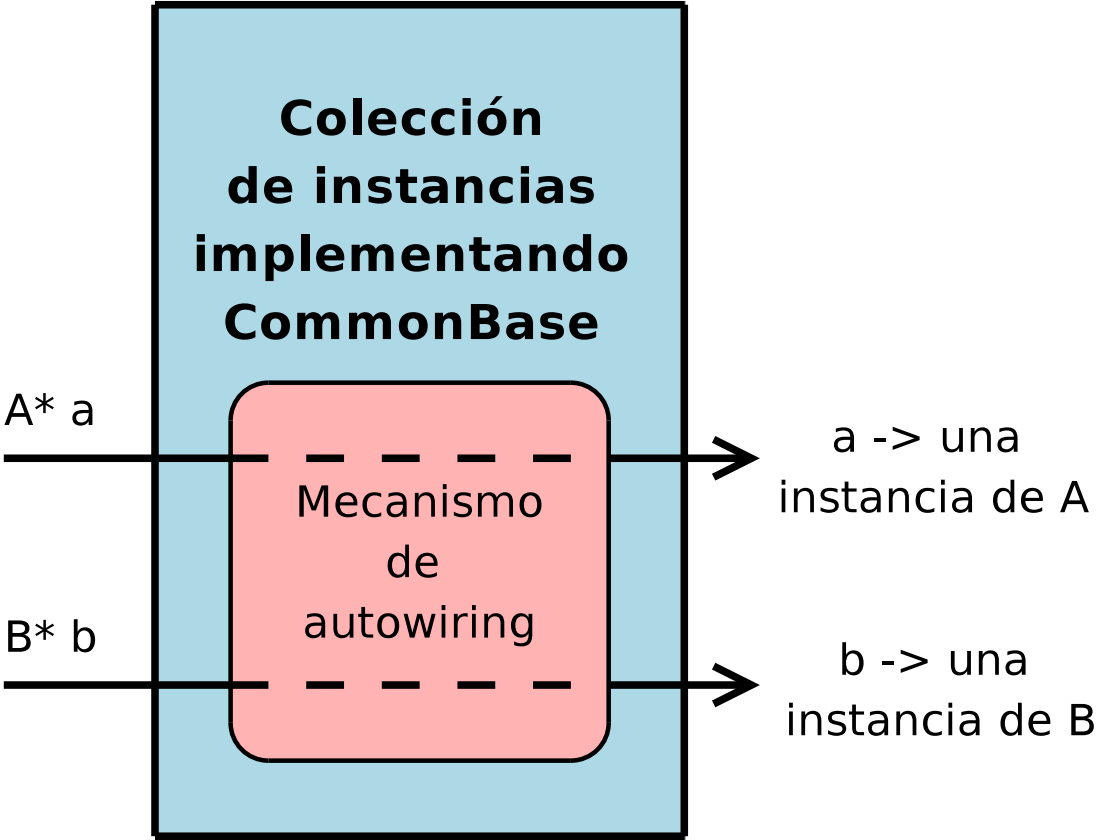 Colección
de instancias
implementando
CommonBase
A* a
a -> una
instancia de A
Mecanismo
de
autowiring
B* b
b -> una
instancia de B